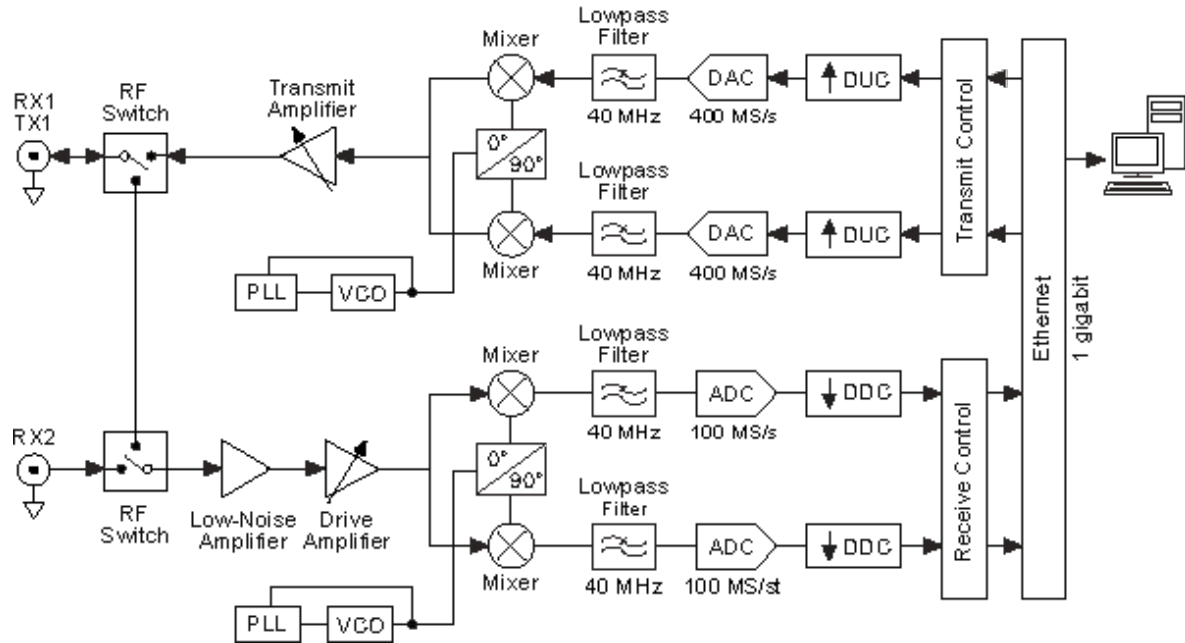 Lowpass
Filter
Mixer
RX1
TX1
RF
Switch
Transmit
Amplifier
DAC
DUC
40 MHz
400 MS/s
0°
90°
Lowpass
Filter
DAC
DUC
Mixer
40 MHz
400 MS/s
PLL
VCO
Transmit Control
Ethernet
1 gigabit
Lowpass
Filter
Mixer
ADC
DDC
40 MHz
100 MS/s
RX2
0°
90°
RF
Switch
Low-Noise
Amplifier
Drive
Amplifier
Lowpass
Filter
ADC
DDC
Mixer
40 MHz
100 MS/st
PLL
VCO
Receive Control